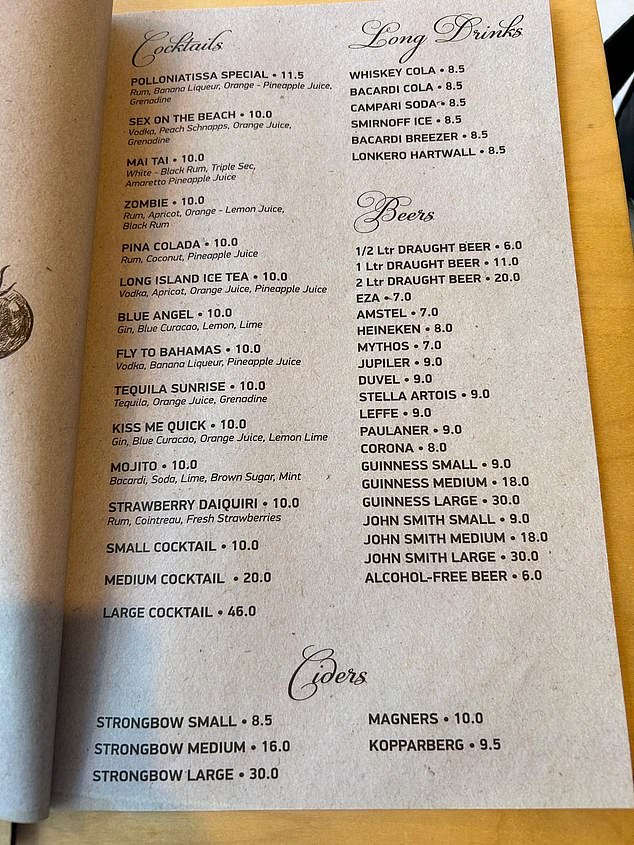 Cocktails
POLLONIATISSA SPECIAL • 11.5
Rum, Banana Liqueur, Orange - Pineapple Juice,
Grenadine
SEX ON THE BEACH • 10.0
Vodka, Peach Schnapps, Orange Juice,
Grenadine
MAI TAI • 10.0
White - Black Rum, Triple Sec,
Amaretto Pineapple Juice
ZOMBIE • 10.0
Rum, Apricot, Orange - Lemon Juice,
Black Rum
PINA COLADA • 10.0
Rum, Coconut, Pineapple Juice
LONG ISLAND ICE TEA • 10.0
Vodka, Apricot, Orange Juice, Pineapple Juice
BLUE ANGEL • 10.0
Gin, Blue Curacao, Lemon, Lime
FLY TO BAHAMAS • 10.0
Vodka, Banana Liqueur, Pineapple Juice
TEQUILA SUNRISE • 10.0
Tequila, Orange Juice, Grenadine
KISS ME QUICK • 10.0
Gin, Blue Curacao, Orange Juice, Lemon Lime
MOJITO • 10.0
Bacardi, Soda, Lime, Brown Sugar, Mint
STRAWBERRY DAIQUIRI • 10.0
Rum, Cointreau, Fresh Strawberries
SMALL COCKTAIL • 10.0
MEDIUM COCKTAIL • 20.0
LARGE COCKTAIL • 46.0
Long Drinks
WHISKEY COLA • 8.5
BACARDI COLA • 8.5
CAMPARI SODA • 8.5
SMIRNOFF ICE • 8.5
BACARDI BREEZER • 8.5
LONKERO HARTWALL • 8.5
Beers
1/2 Ltr DRAUGHT BEER • 6.0
1 Ltr DRAUGHT BEER • 11.0
2 Ltr DRAUGHT BEER • 20.0
EZA • 7.0
AMSTEL • 7.0
HEINEKEN • 8.0
MYTHOS • 7.0
JUPILER • 9.0
DUVEL • 9.0
STELLA ARTOIS • 9.0
LEFFE • 9.0
PAULANER • 9.0
CORONA • 8.0
GUINNESS SMALL • 9.0
GUINNESS MEDIUM • 18.0
GUINNESS LARGE • 30.0
JOHN SMITH SMALL • 9.0
JOHN SMITH MEDIUM • 18.0
JOHN SMITH LARGE • 30.0
ALCOHOL-FREE BEER • 6.0
Ciders
STRONGBOW SMALL • 8.5
STRONGBOW MEDIUM • 16.0
STRONGBOW LARGE • 30.0
MAGNERS • 10.0
KOPPARBERG • 9.5